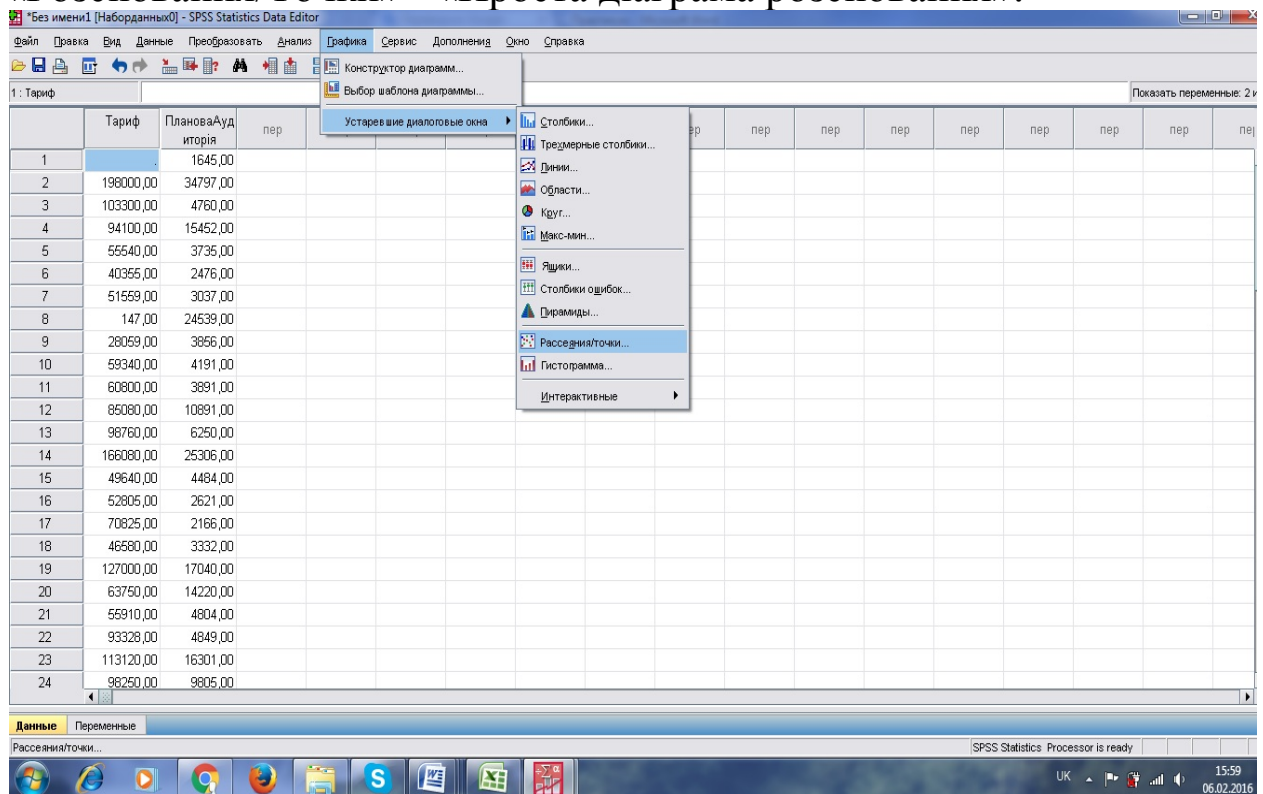 *Без имени1 [Наборданных0] - SPSS Statistics Data Editor
Файл Правка Вид Данные Преобразовать Анализ Графика Сервис Дополнения Окно Справка
Конструктор диаграмм...
1 : Тариф
Выбор шаблона диаграммы...
Показать переменные: 2
Устаревшие диалоговые окна
Столбики...
Трехмерные столбики...
Линии...
Области...
Круг...
Макс-мин...
Ящики...
Столбики ошибок...
Пирамиды...
Рассеяния/точки...
Гистограмма...
Интерактивные
Тариф ПлановаАудиторія пер пер пер пер пер пер пер пер
1 . 1645,00
2 198000,00 34797,00
3 103300,00 4760,00
4 94100,00 15452,00
5 55540,00 3735,00
6 40355,00 2476,00
7 51559,00 3037,00
8 147,00 24539,00
9 28059,00 3856,00
10 59340,00 4191,00
11 60800,00 3891,00
12 85080,00 10891,00
13 98760,00 6250,00
14 166080,00 25306,00
15 49640,00 4484,00
16 52805,00 2621,00
17 70825,00 2166,00
18 46580,00 3332,00
19 127000,00 17040,00
20 63750,00 14220,00
21 55910,00 4804,00
22 93328,00 4849,00
23 113120,00 16301,00
24 98250,00 9805,00
Данные Переменные
Рассеяния/точки... SPSS Statistics Processor is ready
UK 15:59
06.02.2016